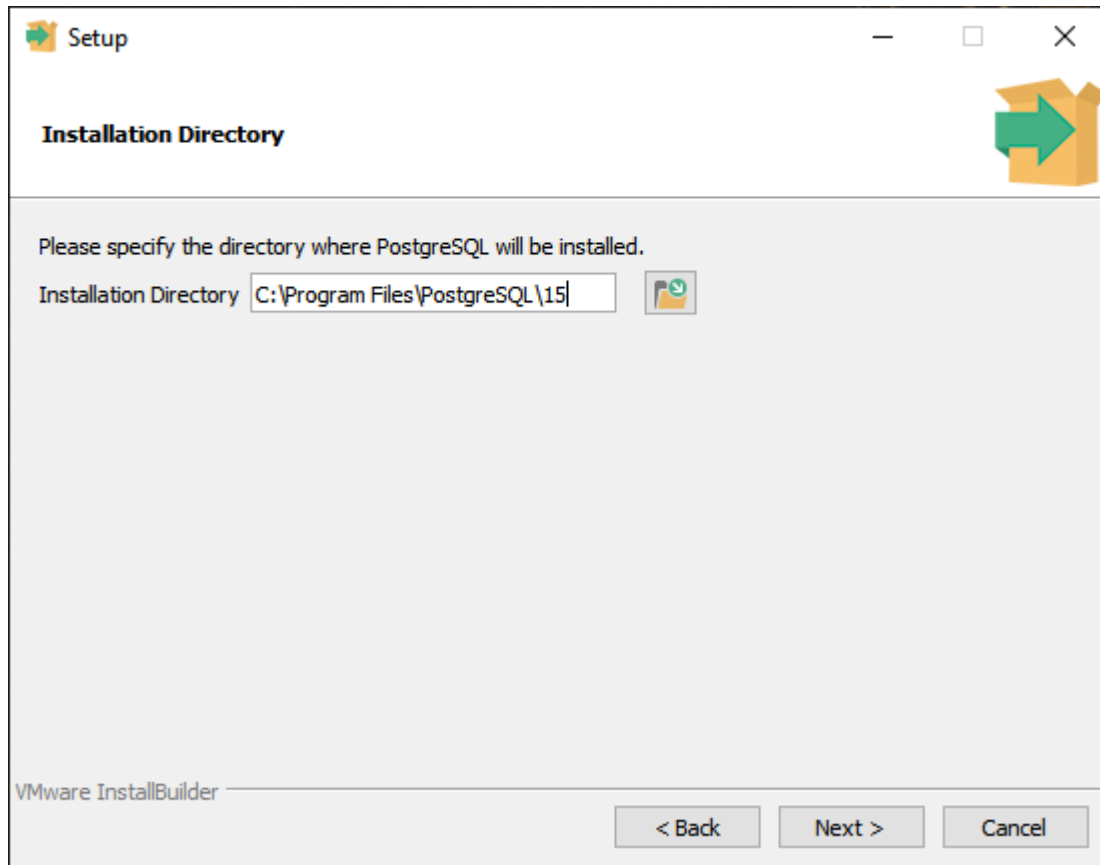 Setup
Installation Directory
Please specify the directory where PostgreSQL will be installed.
Installation Directory C:\Program Files\PostgreSQL\15
VMware InstallBuilder
< Back Next > Cancel